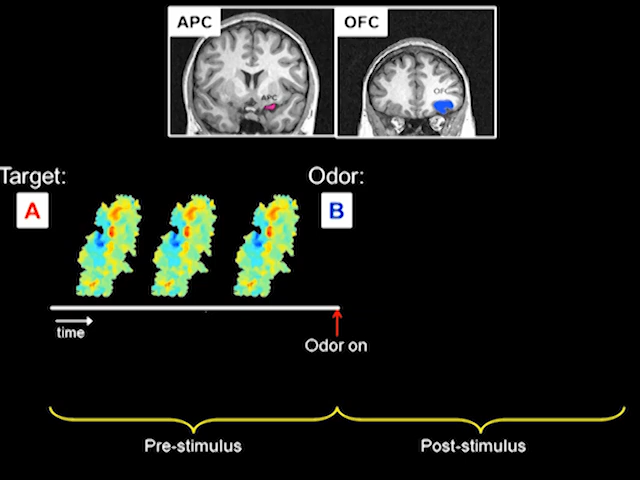 APC
OFC
APC
OFC
Target:
Odor:
A
B
time
Odor on
Pre-stimulus
Post-stimulus